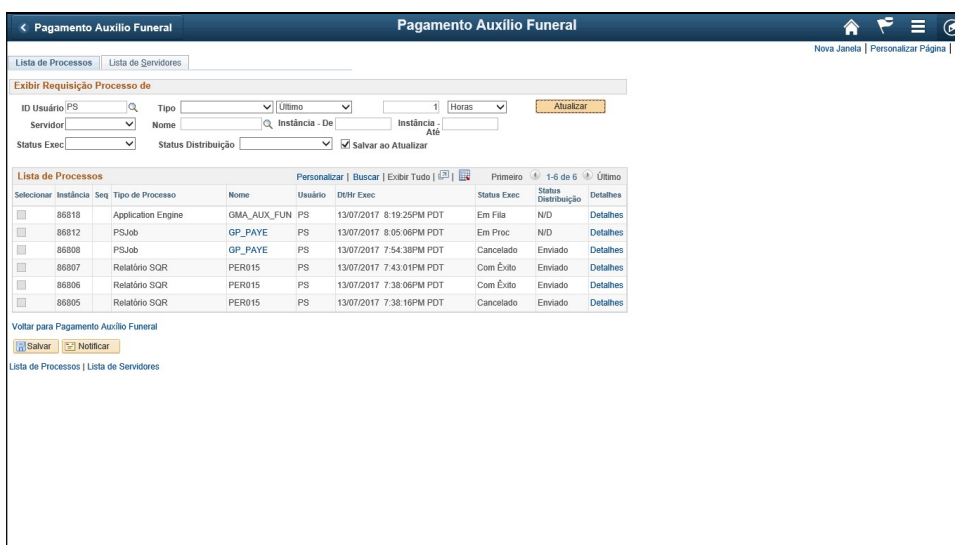 Pagamento Auxílio Funeral
Pagamento Auxílio Funeral
Nova Janela | Personalizar Página |
Lista de Processos
Lista de Servidores
Exibir Requisição Processo de
ID Usuário PS Tipo Último 1 Horas Atualizar
Servidor Nome Instância - De Instância - Até
Status Exec Status Distribuição Salvar ao Atualizar
Lista de Processos Personalizar | Buscar | Exibir Tudo | | Primeiro 1-6 de 6 Último
Selecionar Instância Seq Tipo de Processo Nome Usuário Dt/Hr Exec Status Exec Status Distribuição Detalhes
86818 Application Engine GMA_AUX_FUN PS 13/07/2017 8:19:25PM PDT Em Fila N/D Detalhes
86812 PSJob GP_PAYE PS 13/07/2017 8:05:06PM PDT Em Proc N/D Detalhes
86808 PSJob GP_PAYE PS 13/07/2017 7:54:38PM PDT Cancelado Enviado Detalhes
86807 Relatório SQR PER015 PS 13/07/2017 7:43:01PM PDT Com Êxito Enviado Detalhes
86806 Relatório SQR PER015 PS 13/07/2017 7:38:06PM PDT Com Êxito Enviado Detalhes
86805 Relatório SQR PER015 PS 13/07/2017 7:38:16PM PDT Cancelado Enviado Detalhes
Voltar para Pagamento Auxílio Funeral
Salvar Notificar
Lista de Processos | Lista de Servidores